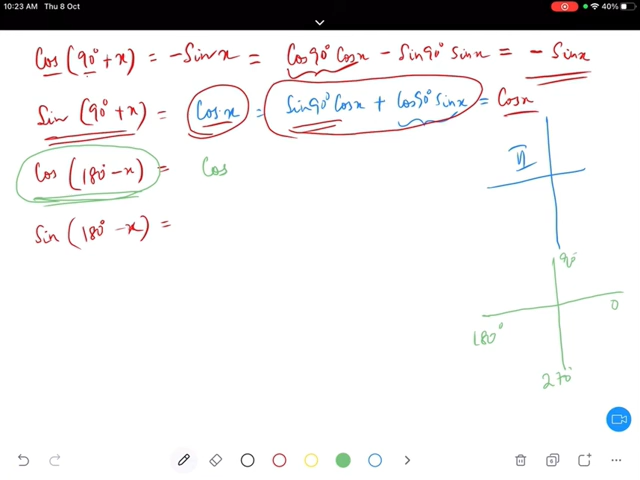 10:23 AM Thu 8 Oct
40%
Cos (90° + x) = - Sin x = Cos90° Cosx - Sin90° Sinx = - Sinx
Sin (90° + x) = Cosx = Sin90° Cosx + Cos90° Sinx = Cosx
Cos (180° - x) = Cos
II
Sin (180° - x) =
90°
0
180°
270°